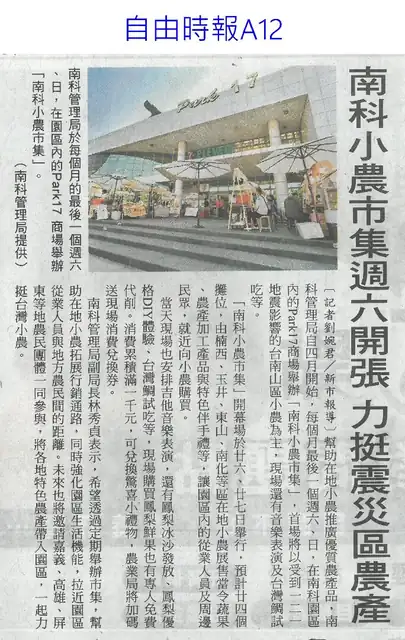 自由時報A12
南科小農市集週六開張 力挺震災區農產
〔記者劉婉君／新市報導〕幫助在地小農推廣優質農產品，南
科管理局自四月開始，每個月最後一個週六、日，在南科園區
內的Park17商場舉辦「南科小農市集」，首場將以受到一二一
地震影響的台南山區小農為主，現場還有音樂表演及台灣鯛試
吃等。
「南科小農市集」開幕場於廿六、廿七日舉行，預計廿四個
攤位，由楠西、玉井、東山、南化等區在地小農展售當令蔬果
、農產加工產品與特色伴手禮等，讓園區內的從業人員及周邊
民眾，就近向小農購買。
當天現場也安排吉他音樂表演，還有鳳梨冰沙發放、鳳梨優
格DIY體驗、台灣鯛試吃等，現場購買鳳梨鮮果也有專人免費
代削。消費累積滿一千元，可兌換驚喜小禮物，農業局將加碼
送現場消費兌換券。
南科管理局副局長林秀貞表示，希望透過定期舉辦市集，幫
助在地小農拓展行銷通路，同時強化園區生活機能，拉近園區
從業人員與地方農民間的距離。未來也將邀請嘉義、高雄、屏
東等地農民團體一同參與，將各地特色農產帶入園區，一起力
挺台灣小農。
Park 17
南科管理局於每個月的最後一個週六
、日，在園區內的Park17 商場舉辦
「南科小農市集」。
（南科管理局提供）